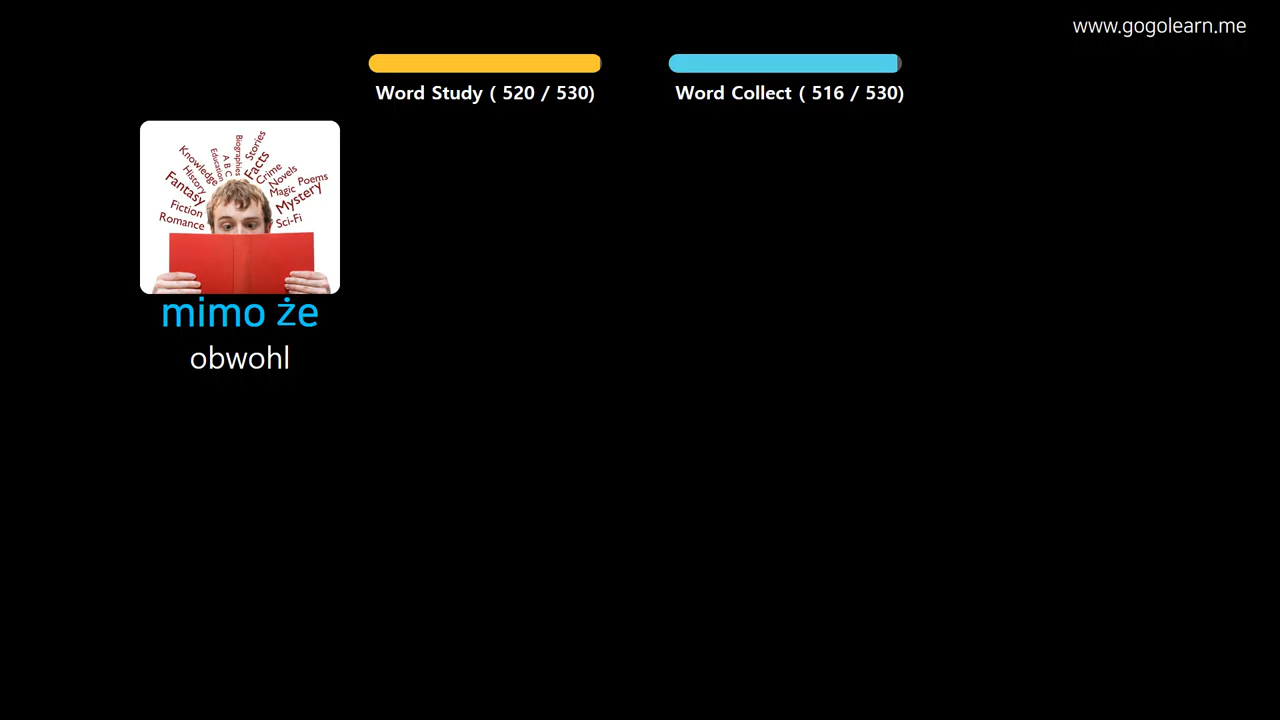 www.gogolearn.me
Word Study ( 520 / 530)
Word Collect ( 516 / 530)
Stories
Biographies
Facts
A B C
Education
Crime
Knowledge
Novels
History
Magic
Poems
Fantasy
Mystery
Fiction
Romance
Sci-Fi
mimo że
obwohl